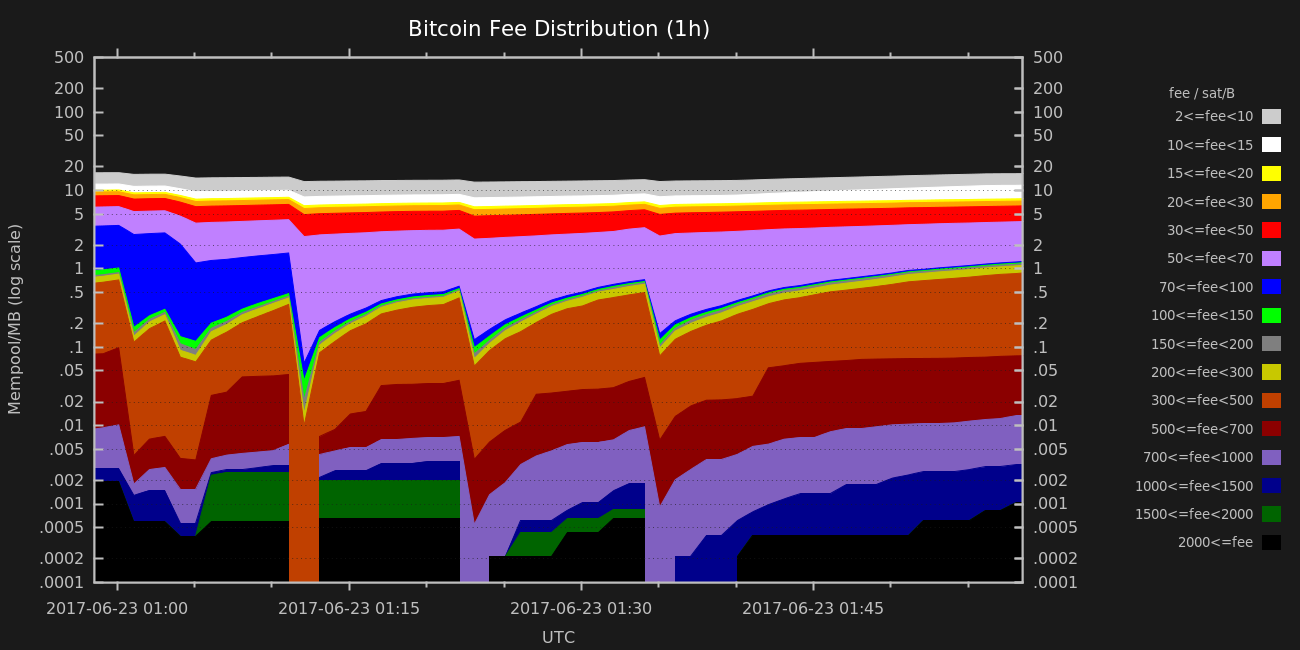 Bitcoin Fee Distribution (1h)
500 500
200 200
100 100
50 50
20 20
10 10
5 5
2 2
1 1
.5 .5
.2 .2
.1 .1
.05 .05
.02 .02
.01 .01
.005 .005
.002 .002
.001 .001
.0005 .0005
.0002 .0002
.0001 .0001
Mempool/MB (log scale)
2017-06-23 01:00 2017-06-23 01:15 2017-06-23 01:30 2017-06-23 01:45
UTC
fee / sat/B
2<=fee<10
10<=fee<15
15<=fee<20
20<=fee<30
30<=fee<50
50<=fee<70
70<=fee<100
100<=fee<150
150<=fee<200
200<=fee<300
300<=fee<500
500<=fee<700
700<=fee<1000
1000<=fee<1500
1500<=fee<2000
2000<=fee